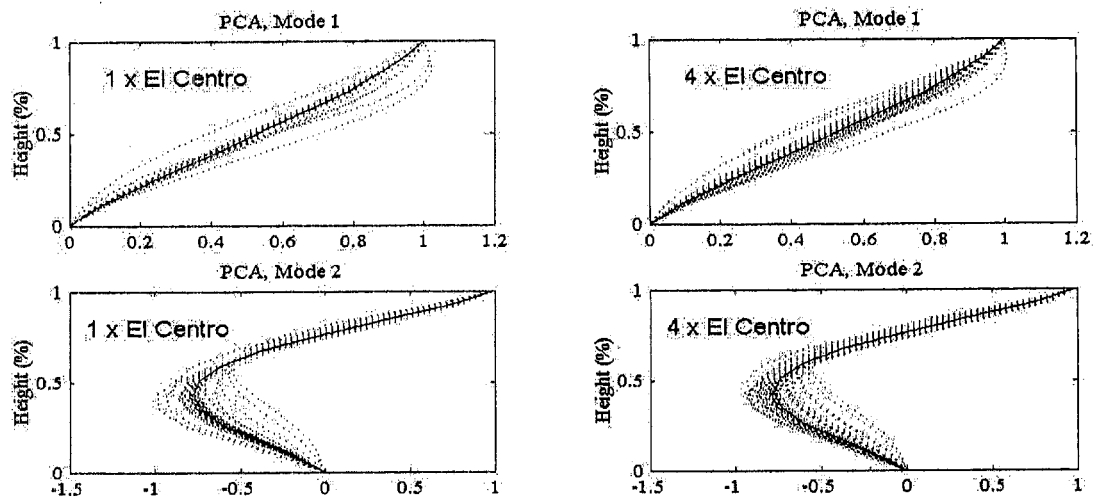 PCA, Mode 1
1 x El Centro
Height (%)
1
0.5
0
0 0.2 0.4 0.6 0.8 1 1.2
PCA, Mode 1
4 x El Centro
Height (%)
1
0.5
0
0 0.2 0.4 0.6 0.8 1 1.2
PCA, Mode 2
1 x El Centro
Height (%)
1
0.5
0
-1.5 -1 -0.5 0 0.5 1
PCA, Mode 2
4 x El Centro
Height (%)
1
0.5
0
-1.5 -1 -0.5 0 0.5 1